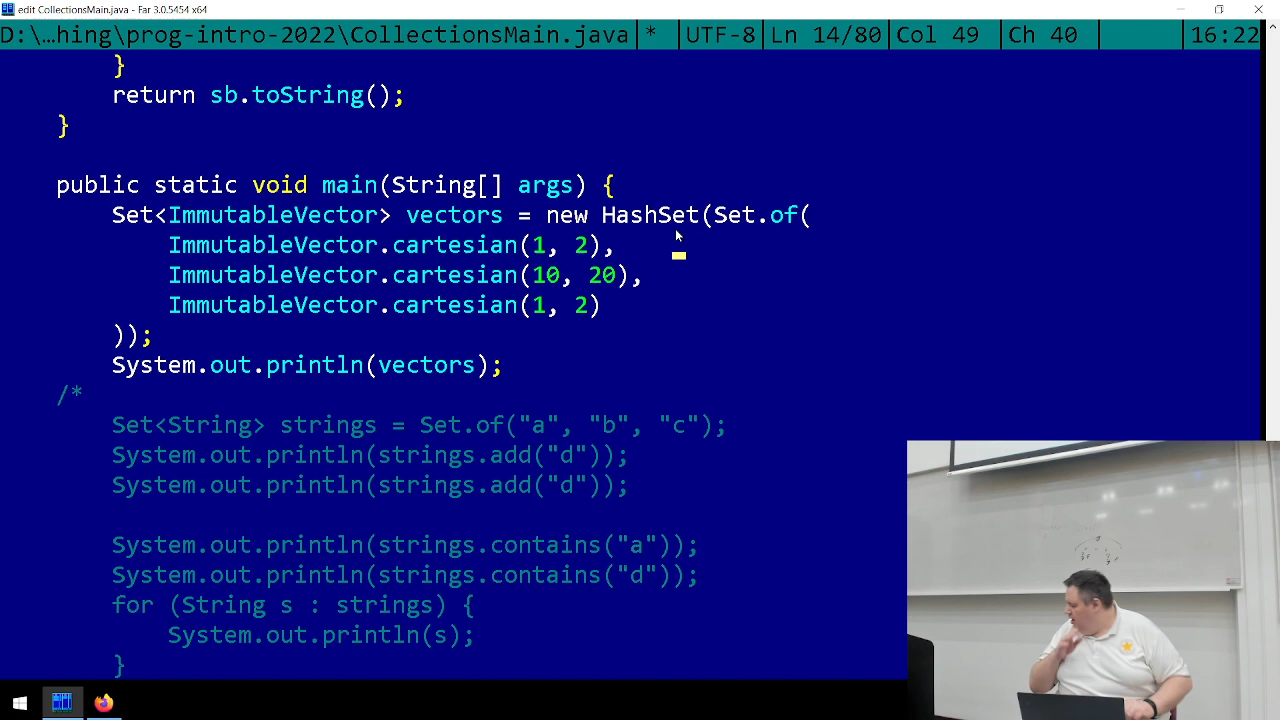 edit CollectionsMain.java - Far 3.0.5454 x64
D:\…hing\prog-intro-2022\CollectionsMain.java * UTF-8 Ln 14/80 Col 49 Ch 40 16:22
}
return sb.toString();
}
public static void main(String[] args) {
Set<ImmutableVector> vectors = new HashSet(Set.of(
ImmutableVector.cartesian(1, 2),
ImmutableVector.cartesian(10, 20),
ImmutableVector.cartesian(1, 2)
));
System.out.println(vectors);
/*
Set<String> strings = Set.of("a", "b", "c");
System.out.println(strings.add("d"));
System.out.println(strings.add("d"));
System.out.println(strings.contains("a"));
System.out.println(strings.contains("d"));
for (String s : strings) {
System.out.println(s);
}